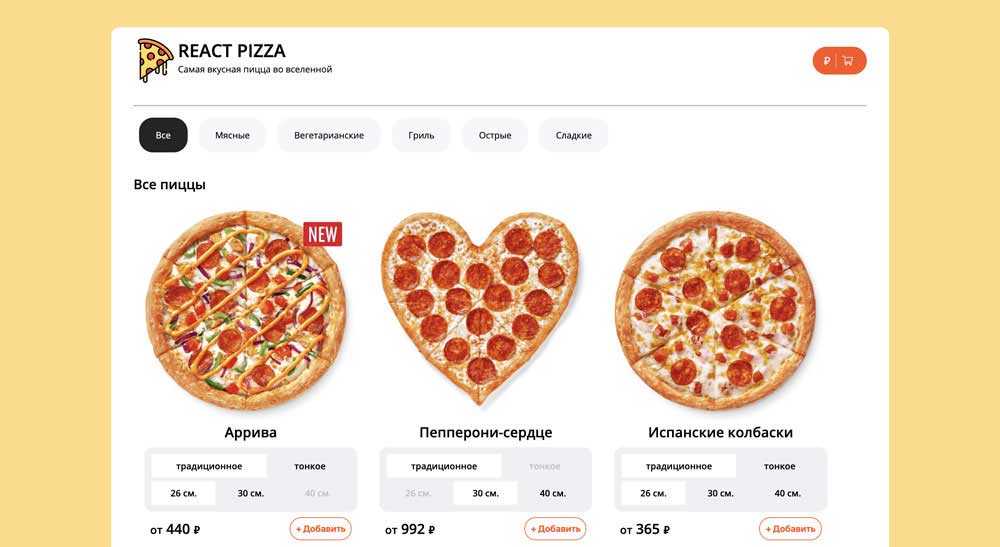 REACT PIZZA
Самая вкусная пицца во вселенной
₽
Все Мясные Вегетарианские Гриль Острые Сладкие
Все пиццы
NEW
Аррива Пепперони-сердце Испанские колбаски
традиционное тонкое традиционное тонкое традиционное тонкое
26 см. 30 см. 40 см. 26 см. 30 см. 40 см. 26 см. 30 см. 40 см.
от 440 ₽ + Добавить от 992 ₽ + Добавить от 365 ₽ + Добавить